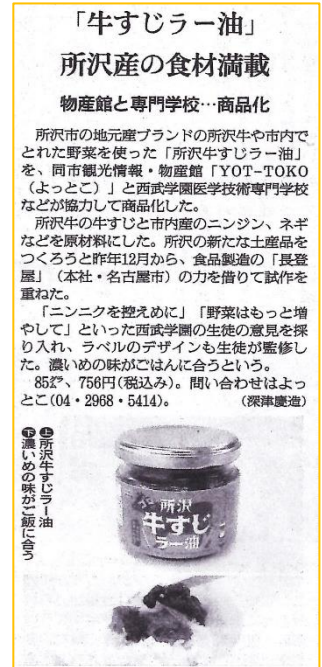 「牛すじラー油」
所沢産の食材満載
物産館と専門学校…商品化
所沢市の地元産ブランドの所沢牛や市内で
とれた野菜を使った「所沢牛すじラー油」
を、同市観光情報・物産館「YOT-TOKO
（よっとこ）」と西武学園医学技術専門学校
などが協力して商品化した。
所沢牛の牛すじと市内産のニンジン、ネギ
などを原材料にした。所沢の新たな土産品を
つくろうと昨年12月から、食品製造の「長登
屋」（本社・名古屋市）の力を借りて試作を
重ねた。
「ニンニクを控えめに」「野菜はもっと増
やして」といった西武学園の生徒の意見を採
り入れ、ラベルのデザインも生徒が監修し
た。濃いめの味がごはんに合うという。
85㌘、756円(税込み)。問い合わせはよっ
とこ(04・2968・5414)。
(深津慶造)
上所沢牛すじラー油
下濃いめの味がご飯に合う
所沢
牛すじ
ラー油